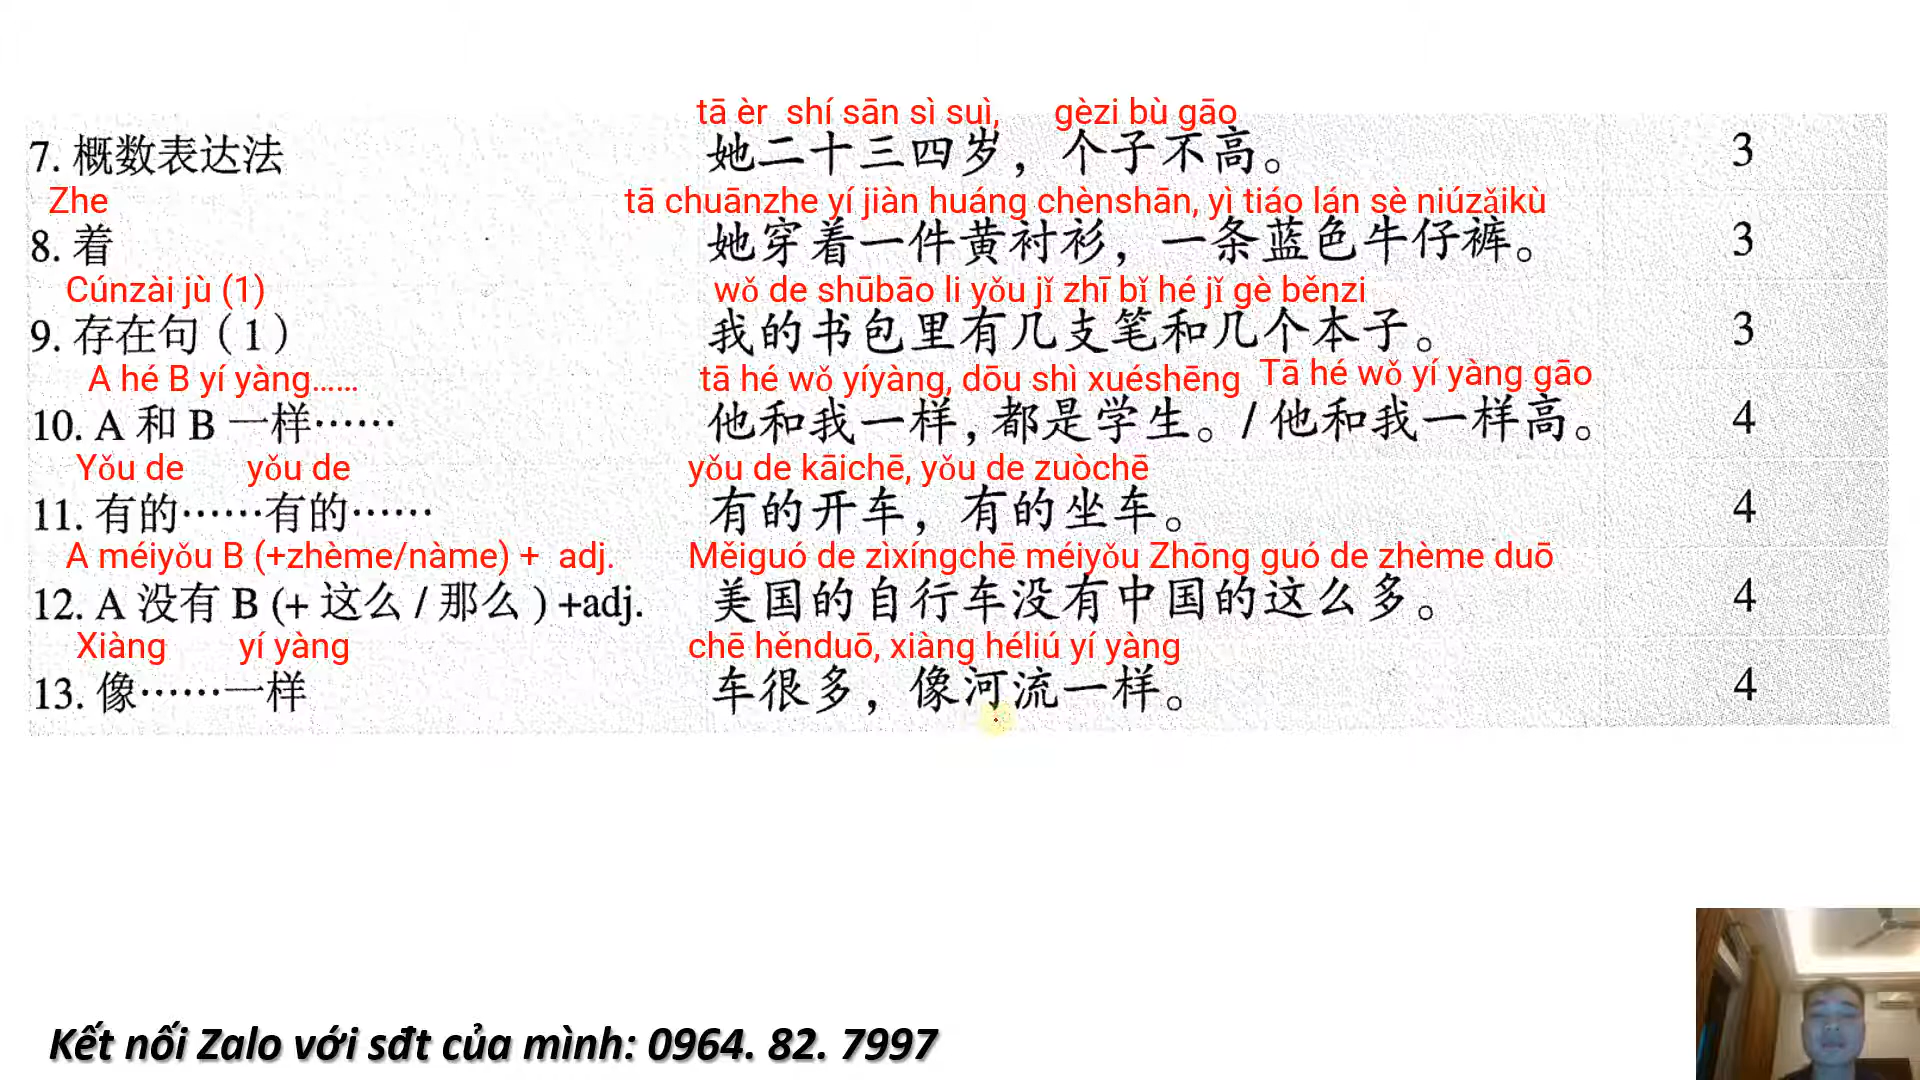 tā èr shí sān sì suì, gèzi bù gāo
7. 概数表达法 她二十三四岁，个子不高。 3
Zhe tā chuānzhe yí jiàn huáng chènshān, yì tiáo lán sè niúzǎikù
8. 着 她穿着一件黄衬衫，一条蓝色牛仔裤。 3
Cúnzài jù (1) wǒ de shūbāo li yǒu jǐ zhī bǐ hé jǐ gè běnzi
9. 存在句（1） 我的书包里有几支笔和几个本子。 3
A hé B yí yàng...... tā hé wǒ yíyàng, dōu shì xuéshēng Tā hé wǒ yí yàng gāo
10. A 和 B 一样…… 他和我一样，都是学生。/ 他和我一样高。 4
Yǒu de yǒu de yǒu de kāichē, yǒu de zuòchē
11. 有的……有的…… 有的开车，有的坐车。 4
A méiyǒu B (+zhème/nàme) + adj. Měiguó de zìxíngchē méiyǒu Zhōng guó de zhème duō
12. A 没有 B (+ 这么 / 那么 ) +adj. 美国的自行车没有中国的这么多。 4
Xiàng yí yàng chē hěnduō, xiàng héliú yí yàng
13. 像……一样 车很多，像河流一样。 4
Kết nối Zalo với sđt của mình: 0964. 82. 7997